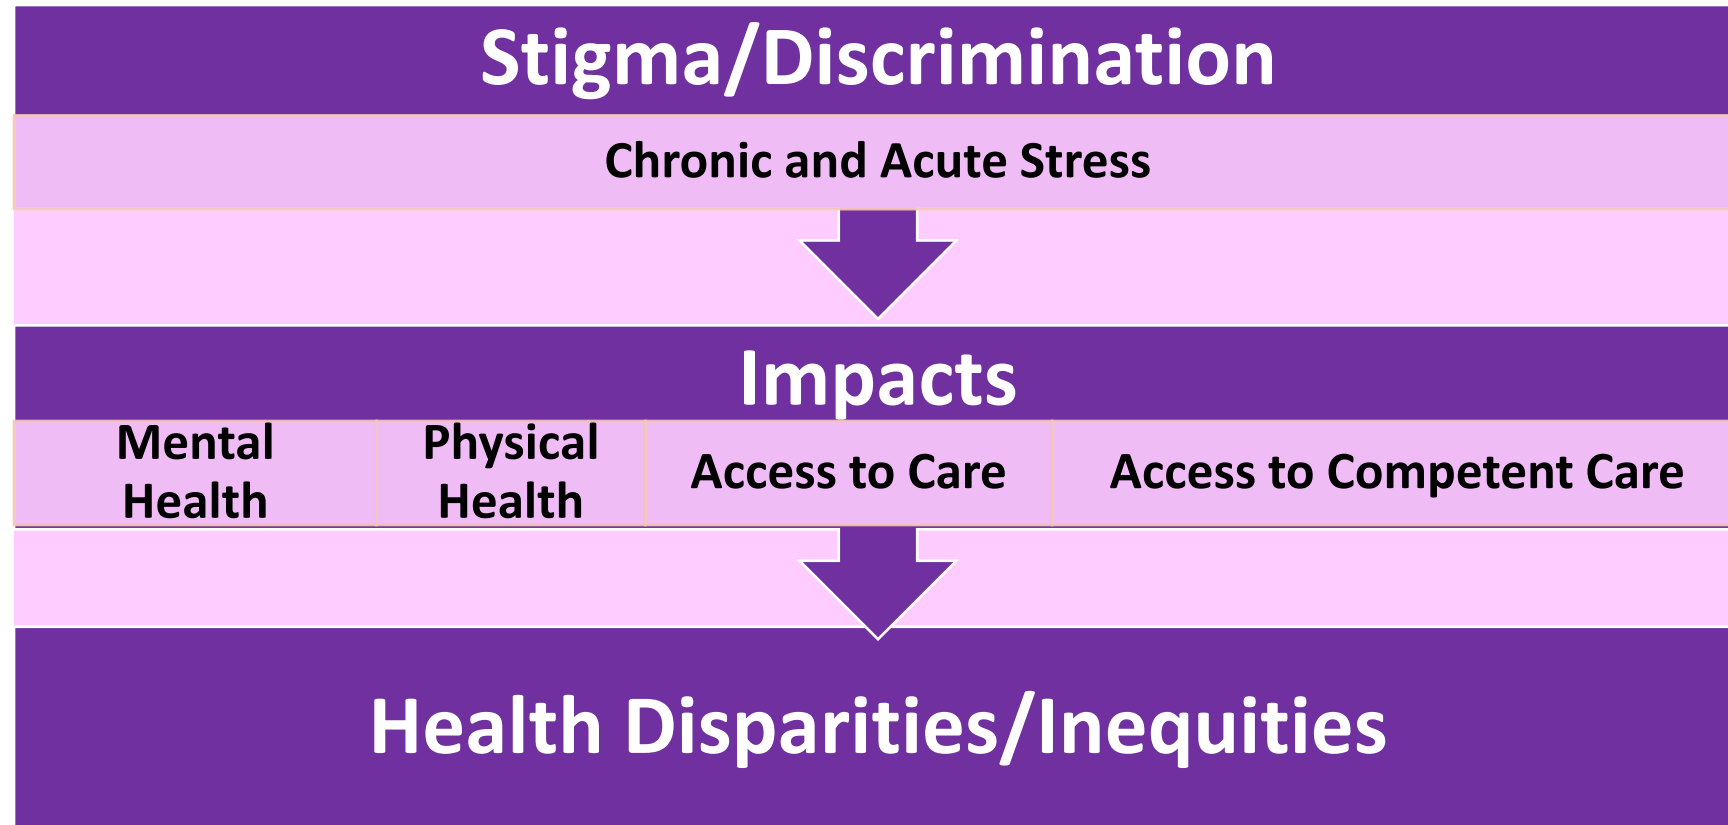 Stigma/Discrimination
Chronic and Acute Stress
Impacts
Mental
Health
Physical
Health
Access to Care
Access to Competent Care
Health Disparities/Inequities